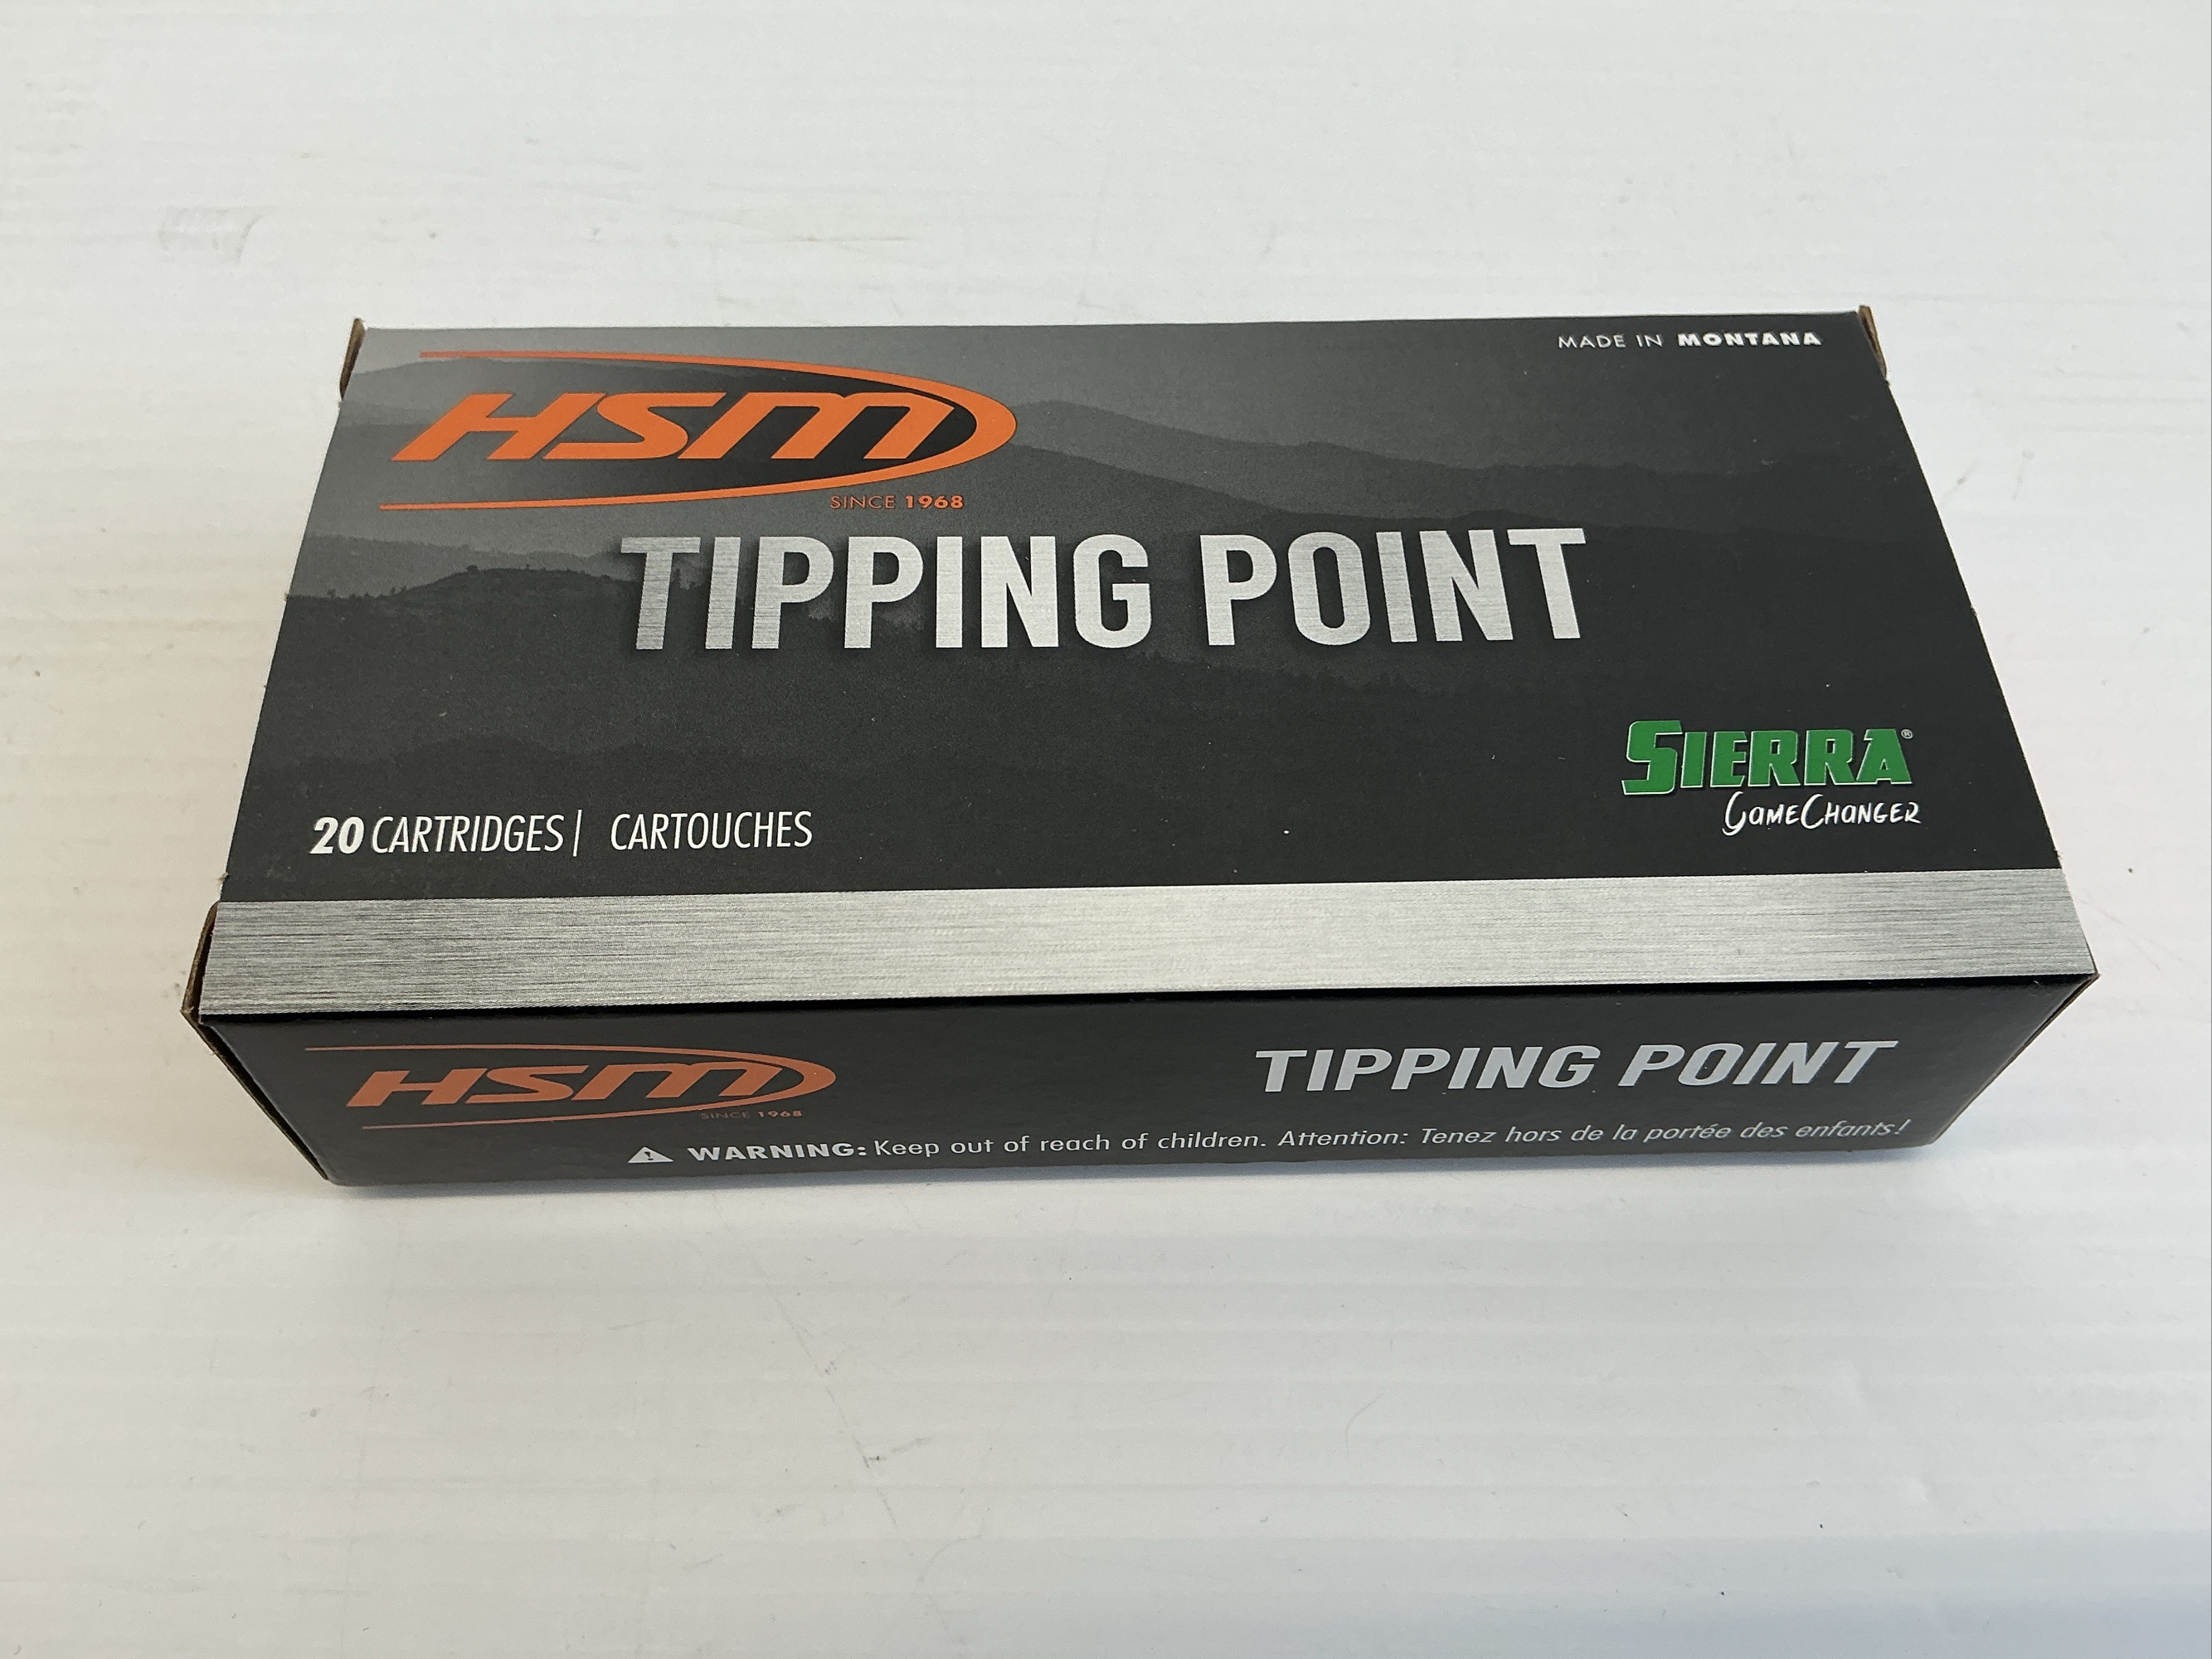 MADE IN MONTANA
HSM
SINCE 1968
TIPPING POINT
SIERRA®
GAMECHANGER
20 CARTRIDGES | CARTOUCHES
HSM
SINCE 1968
TIPPING POINT
WARNING: Keep out of reach of children. Attention: Tenez hors de la portée des enfants!